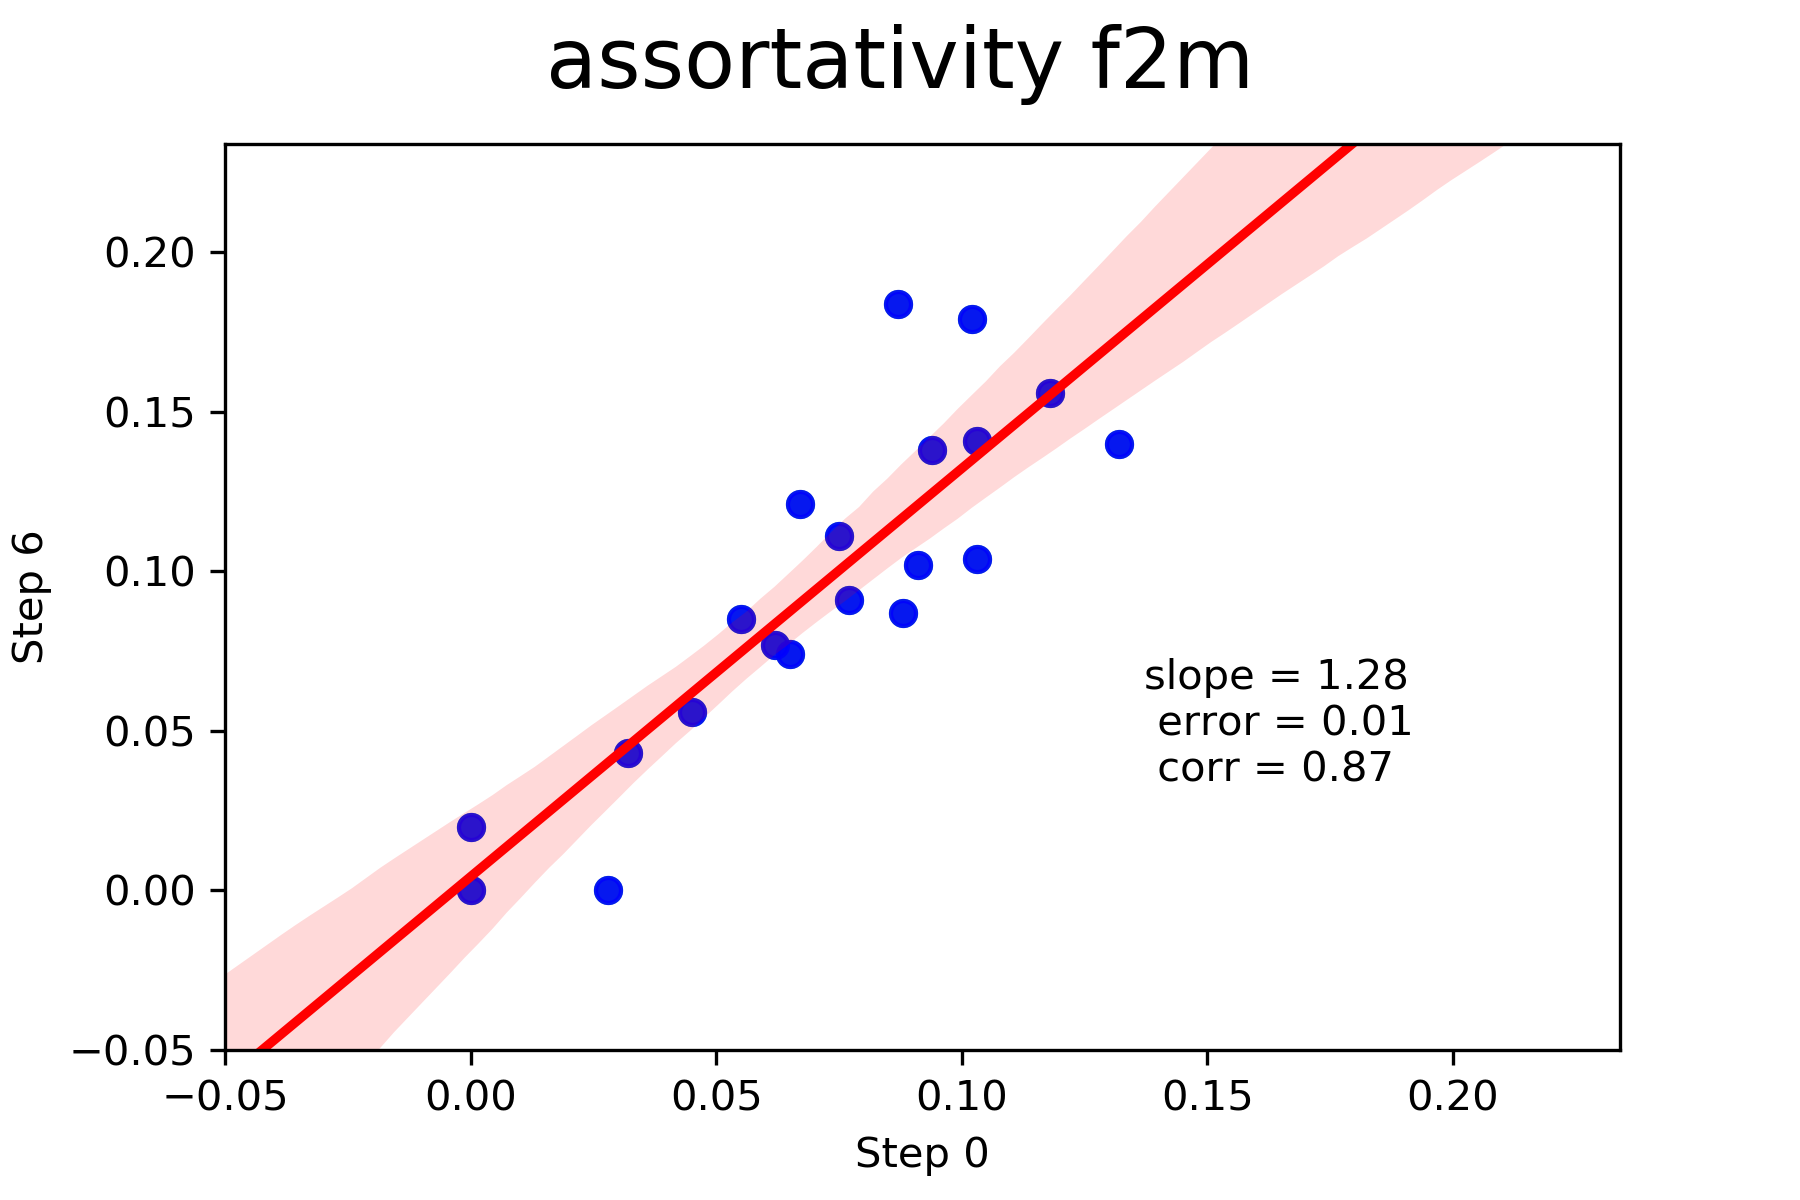 assortativity f2m
0.20
0.15
0.10
0.05
0.00
−0.05
Step 6
slope = 1.28
error = 0.01
corr = 0.87
−0.05 0.00 0.05 0.10 0.15 0.20
Step 0